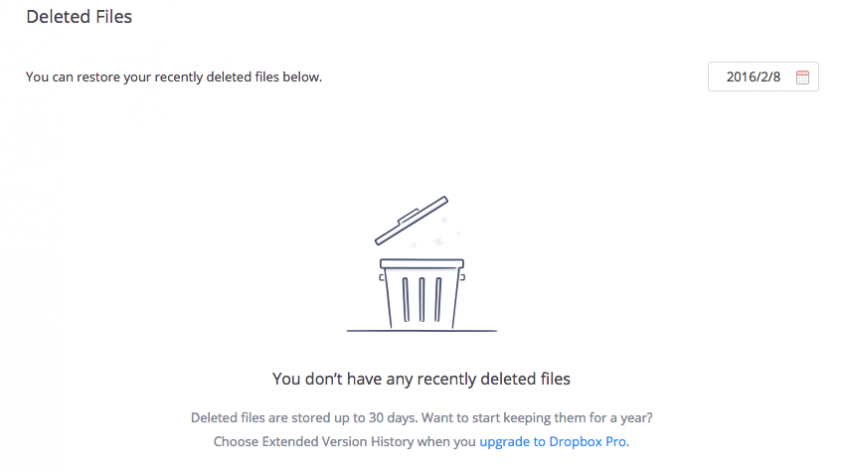 Deleted Files
You can restore your recently deleted files below.
2016/2/8
You don't have any recently deleted files
Deleted files are stored up to 30 days. Want to start keeping them for a year?
Choose Extended Version History when you upgrade to Dropbox Pro.